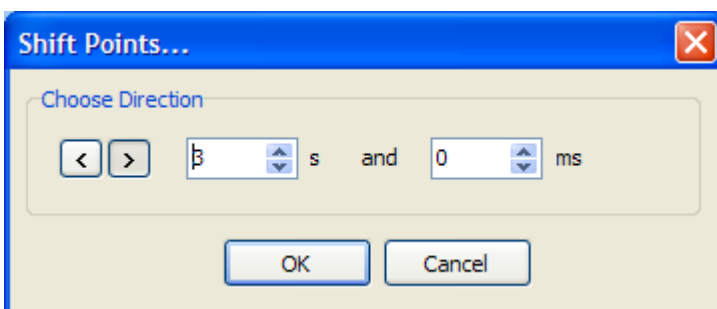 Shift Points...
Choose Direction
< > 3 s and 0 ms
OK Cancel